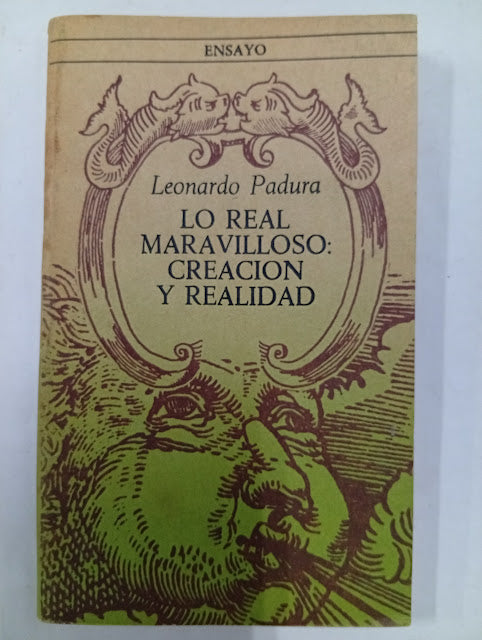 ENSAYO
Leonardo Padura
LO REAL
MARAVILLOSO:
CREACION
Y REALIDAD